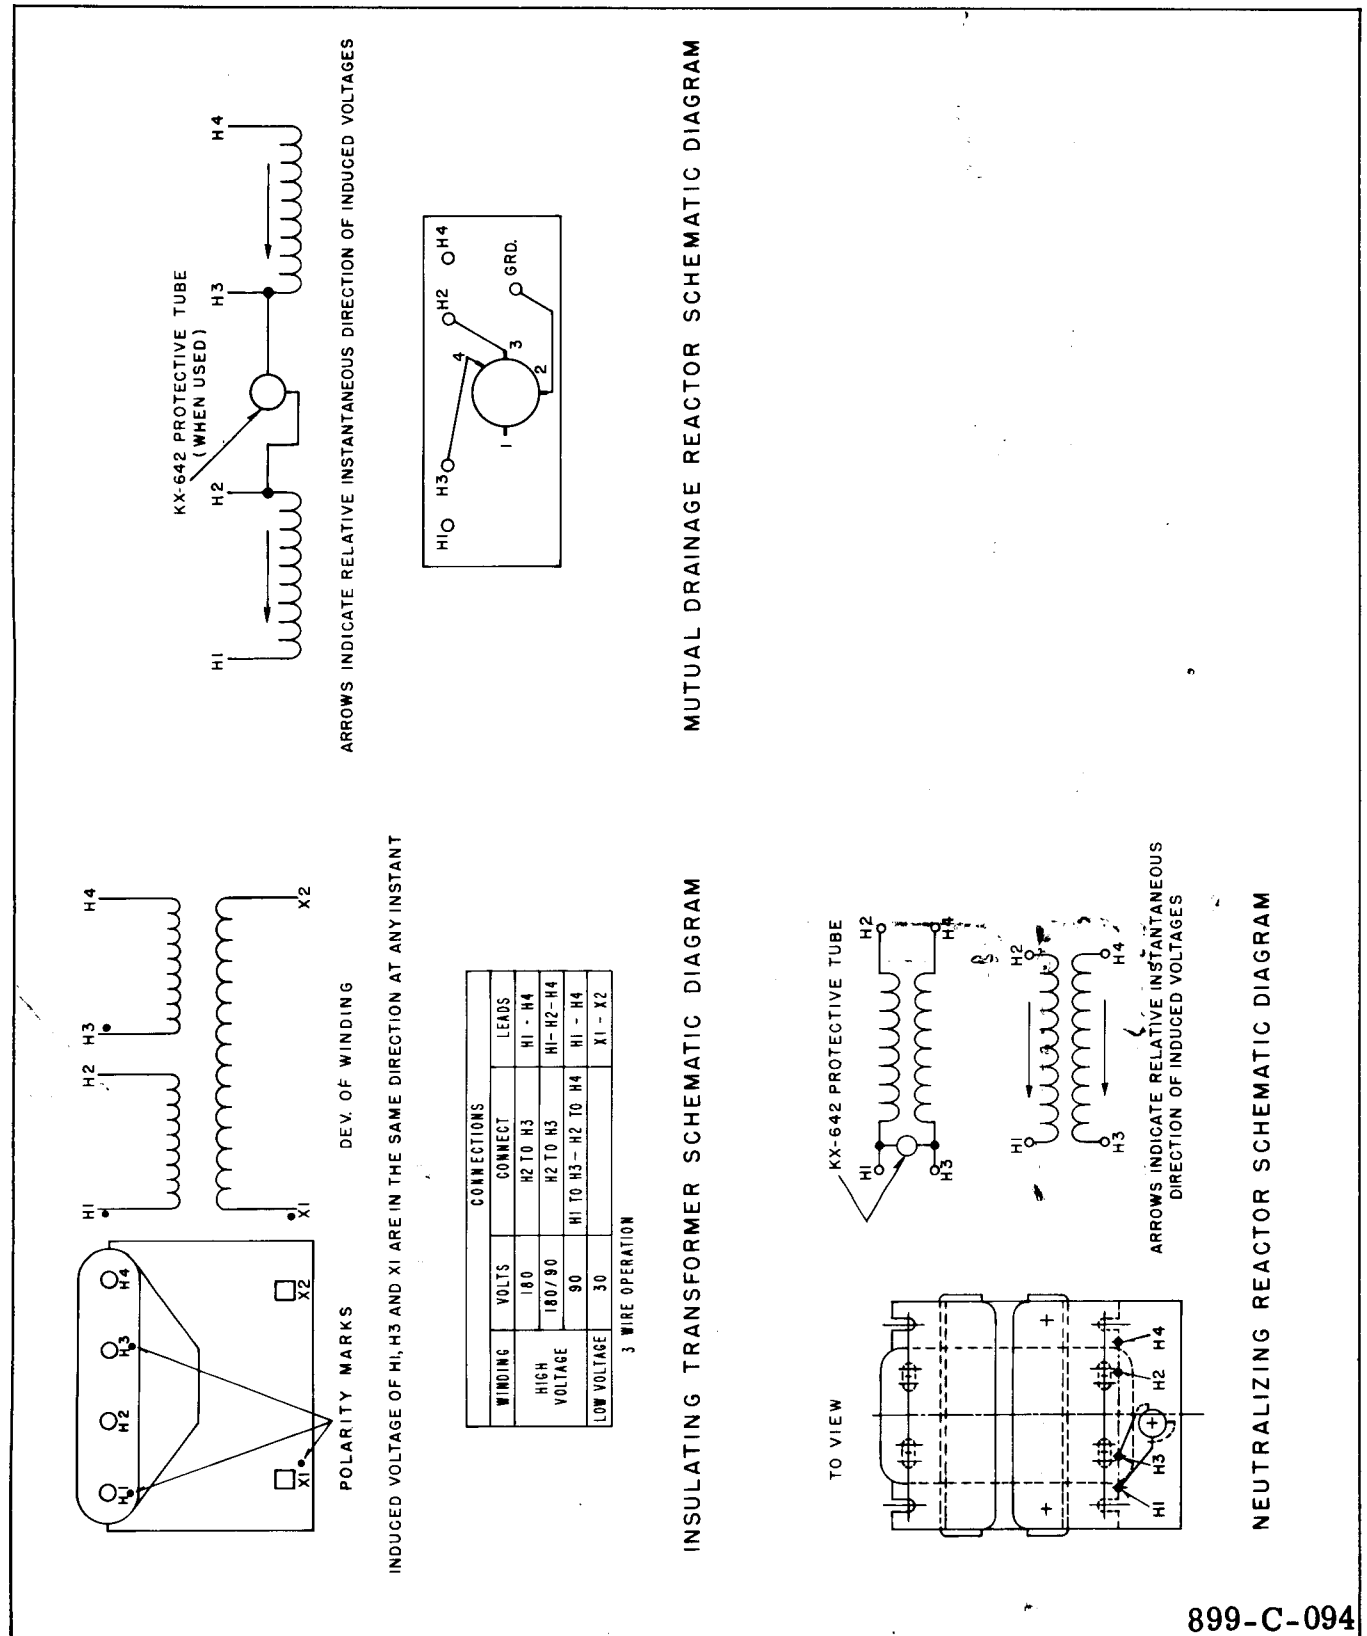 H1
H2
H3
H4
POLARITY MARKS
X1
X2
H1
H2
H3
H4
X1
X2
DEV. OF WINDING
INDUCED VOLTAGE OF H1, H3 AND X1 ARE IN THE SAME DIRECTION AT ANY INSTANT
CONNECTIONS
WINDING VOLTS CONNECT LEADS
HIGH VOLTAGE 180 H2 TO H3 H1 - H4
180/90 H2 TO H3 H1-H2-H4
90 H1 TO H3- H2 TO H4 H1 - H4
LOW VOLTAGE 30 X1 - X2
3 WIRE OPERATION
INSULATING TRANSFORMER SCHEMATIC DIAGRAM
KX-642 PROTECTIVE TUBE
(WHEN USED)
H1
H2
H3
H4
ARROWS INDICATE RELATIVE INSTANTANEOUS DIRECTION OF INDUCED VOLTAGES
H1
H3
H2
H4
4
1
3
2
GRD.
MUTUAL DRAINAGE REACTOR SCHEMATIC DIAGRAM
TO VIEW
H1
H3
H2
H4
KX-642 PROTECTIVE TUBE
H1
H2
H3
H4
H1
H2
H3
H4
ARROWS INDICATE RELATIVE INSTANTANEOUS
DIRECTION OF INDUCED VOLTAGES
NEUTRALIZING REACTOR SCHEMATIC DIAGRAM
899-C-094